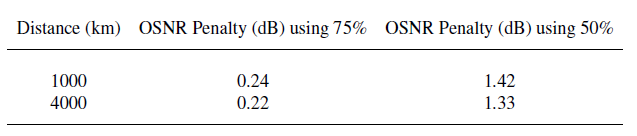 Distance (km) OSNR Penalty (dB) using 75% OSNR Penalty (dB) using 50%
1000 0.24 1.42
4000 0.22 1.33